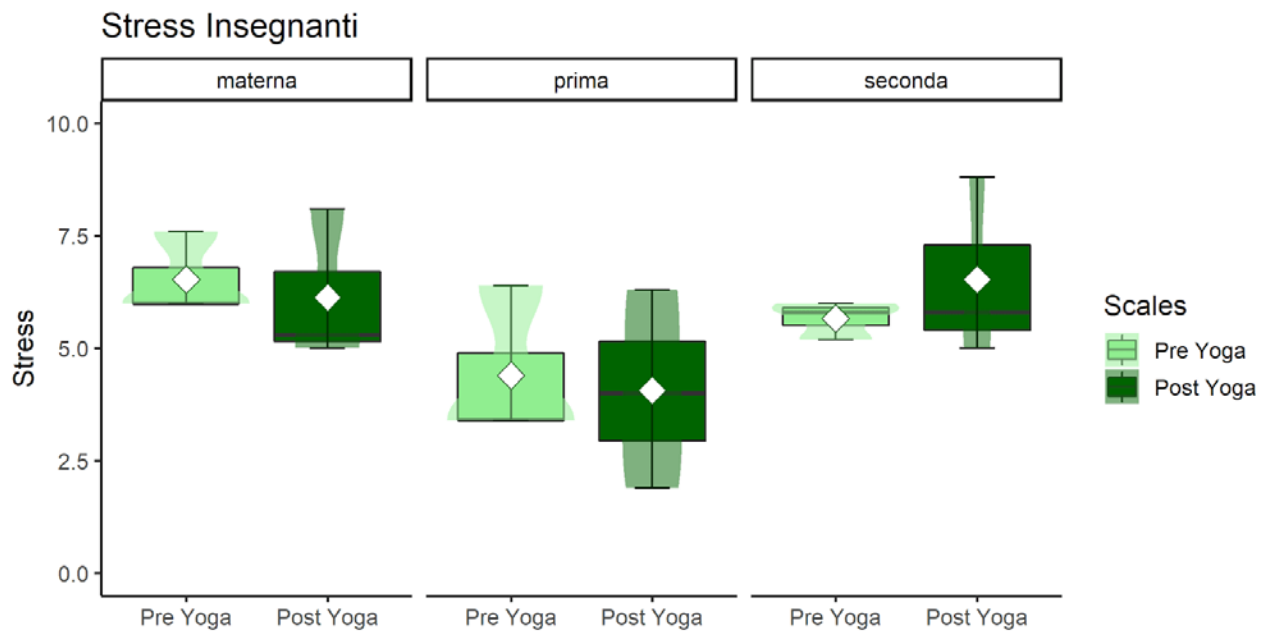 Stress Insegnanti
materna prima seconda
10.0
7.5
5.0
2.5
0.0
Stress
Pre Yoga Post Yoga Pre Yoga Post Yoga Pre Yoga Post Yoga
Scales
Pre Yoga
Post Yoga